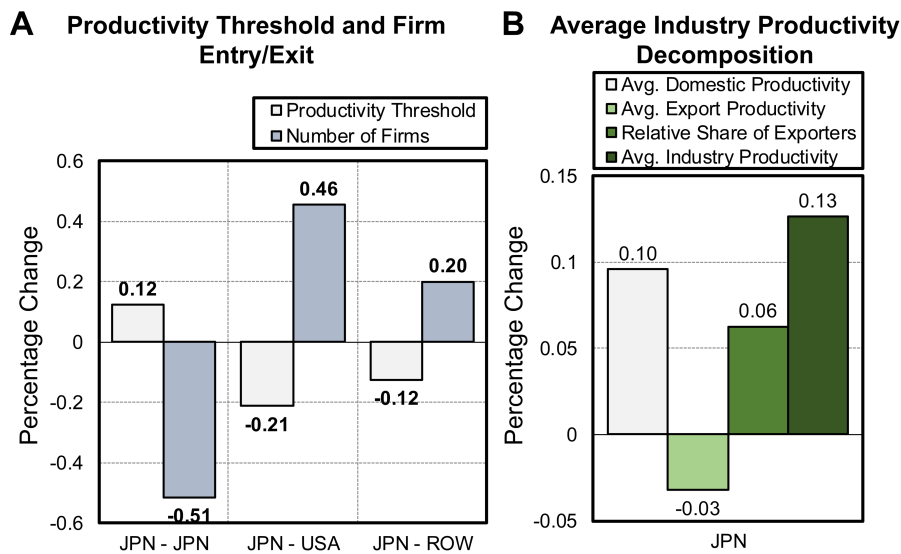 A
Productivity Threshold and Firm
Entry/Exit
Productivity Threshold
Number of Firms
Percentage Change
0.6
0.4
0.2
0
-0.2
-0.4
-0.6
0.12
-0.51
0.46
-0.21
0.20
-0.12
JPN - JPN
JPN - USA
JPN - ROW
B
Average Industry Productivity
Decomposition
Avg. Domestic Productivity
Avg. Export Productivity
Relative Share of Exporters
Avg. Industry Productivity
Percentage Change
0.15
0.1
0.05
0
-0.05
0.10
-0.03
0.06
0.13
JPN